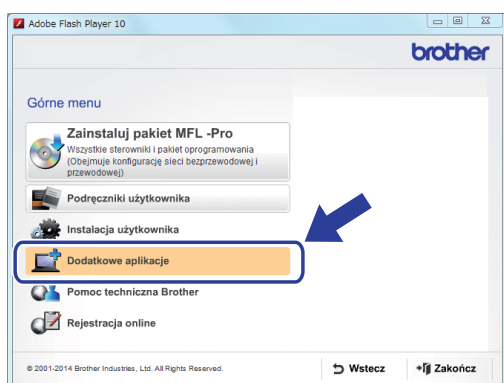 Adobe Flash Player 10
brother
Górne menu
Zainstaluj pakiet MFL -Pro
Wszystkie sterowniki i pakiet oprogramowania
(Obejmuje konfigurację sieci bezprzewodowej i
przewodowej)
Podręczniki użytkownika
Instalacja użytkownika
Dodatkowe aplikacje
Pomoc techniczna Brother
Rejestracja online
© 2001-2014 Brother Industries, Ltd. All Rights Reserved.
Wstecz
Zakończ